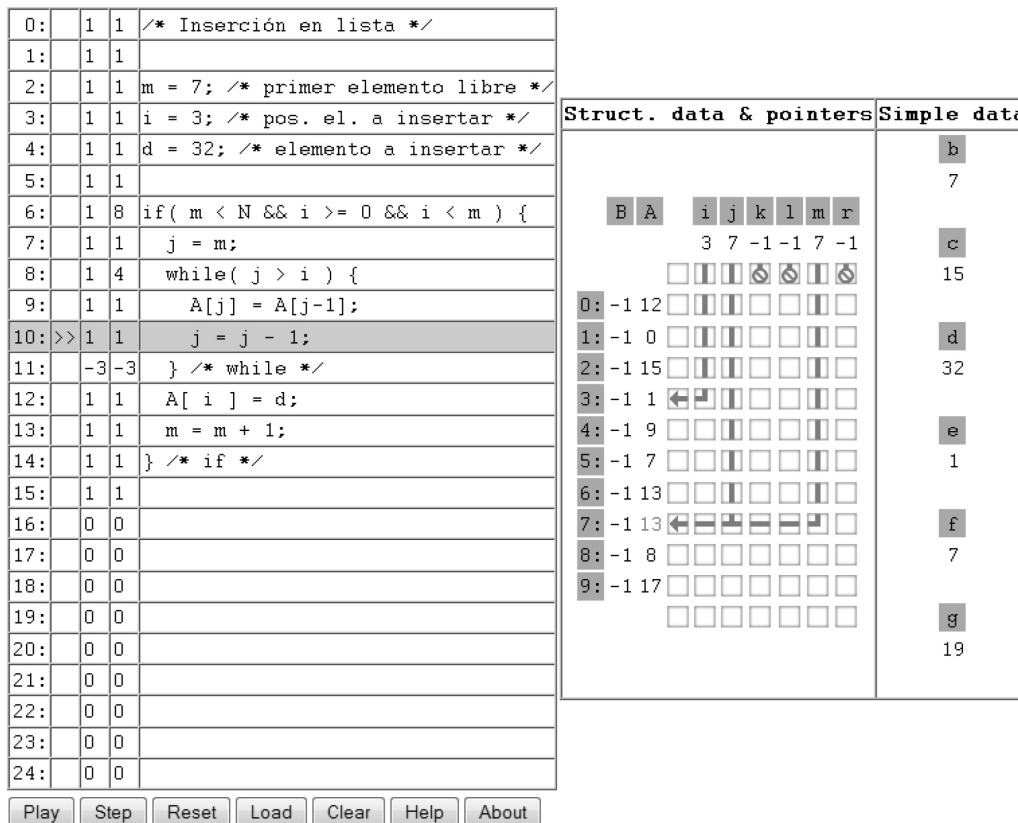 0: 1 1 /* Inserción en lista */
1: 1 1
2: 1 1 m = 7; /* primer elemento libre */
3: 1 1 i = 3; /* pos. el. a insertar */
4: 1 1 d = 32; /* elemento a insertar */
5: 1 1
6: 1 8 if( m < N && i >= 0 && i < m ) {
7: 1 1 j = m;
8: 1 4 while( j > i ) {
9: 1 1 A[j] = A[j-1];
10: >> 1 1 j = j - 1;
11: -3 -3 } /* while */
12: 1 1 A[ i ] = d;
13: 1 1 m = m + 1;
14: 1 1 } /* if */
15: 1 1
16: 0 0
17: 0 0
18: 0 0
19: 0 0
20: 0 0
21: 0 0
22: 0 0
23: 0 0
24: 0 0
Play Step Reset Load Clear Help About
Struct. data & pointers Simple data
B A i j k l m r
3 7 -1 -1 7 -1
0: -1 12
1: -1 0
2: -1 15
3: -1 1
4: -1 9
5: -1 7
6: -1 13
7: -1 13
8: -1 8
9: -1 17
b
7
c
15
d
32
e
1
f
7
g
19